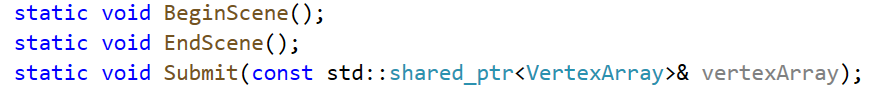 static void BeginScene();
static void EndScene();
static void Submit(const std::shared_ptr<VertexArray>& vertexArray);